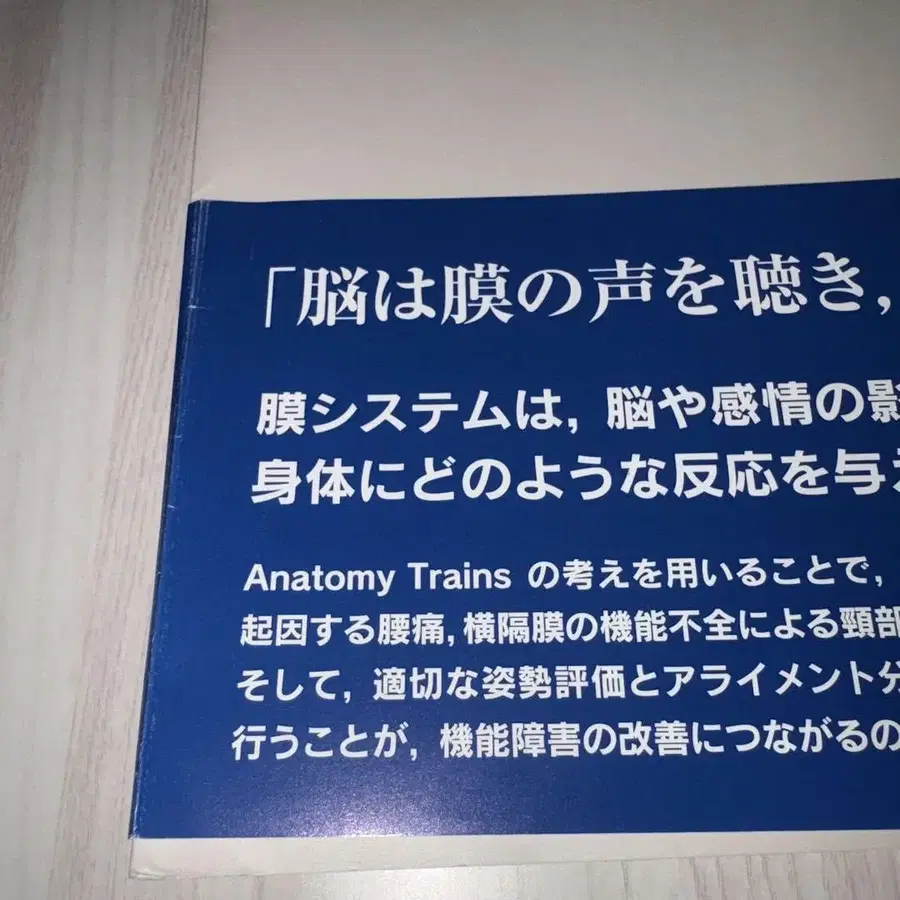 「脳は膜の声を聴き,
膜システムは, 脳や感情の影
身体にどのような反応を与え
Anatomy Trains の考えを用いることで,
起因する腰痛, 横隔膜の機能不全による頸部
そして, 適切な姿勢評価とアライメント分
行うことが, 機能障害の改善につながるの